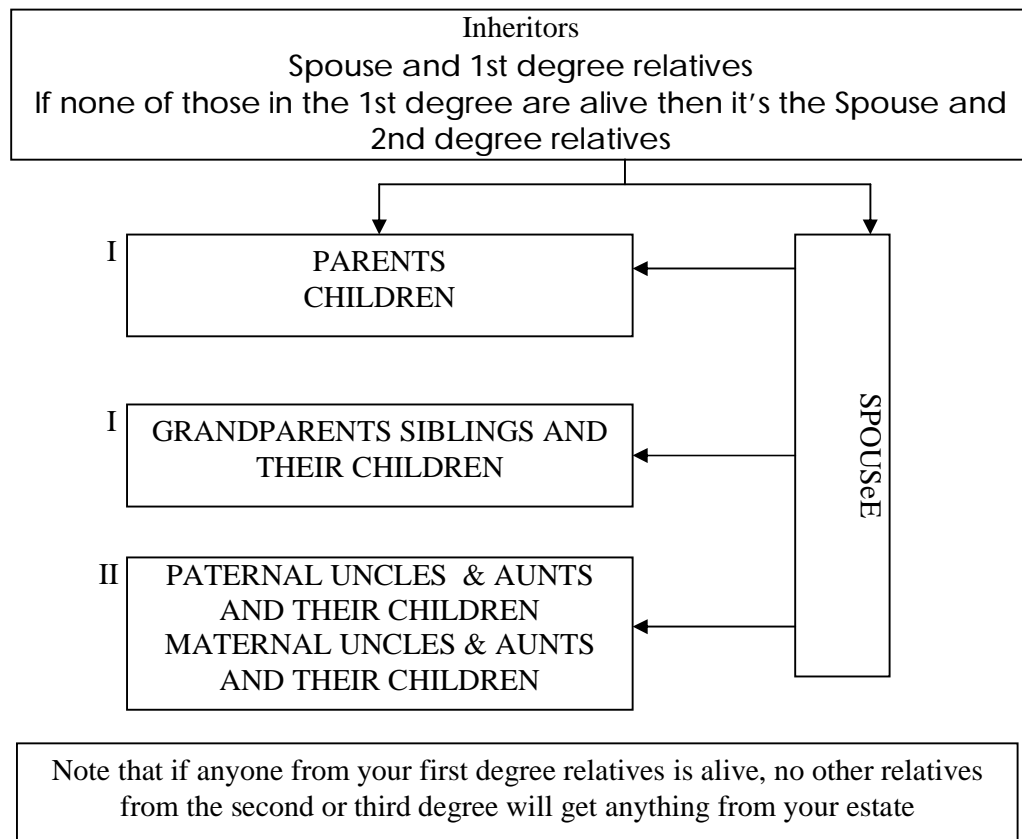 Inheritors
Spouse and 1st degree relatives
If none of those in the 1st degree are alive then it's the Spouse and
2nd degree relatives
I
PARENTS
CHILDREN
I
GRANDPARENTS SIBLINGS AND
THEIR CHILDREN
II
PATERNAL UNCLES & AUNTS
AND THEIR CHILDREN
MATERNAL UNCLES & AUNTS
AND THEIR CHILDREN
SPOUSeE
Note that if anyone from your first degree relatives is alive, no other relatives
from the second or third degree will get anything from your estate